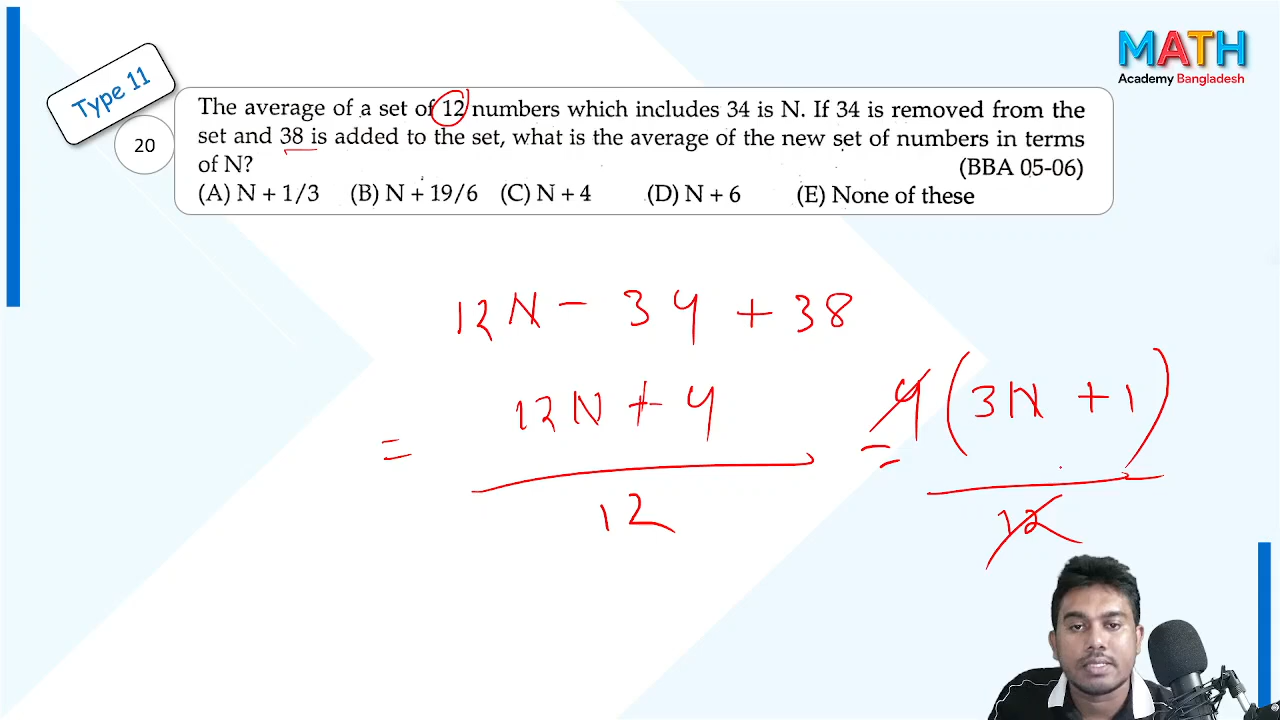 MATH
Academy Bangladesh
Type 11
20
The average of a set of 12 numbers which includes 34 is N. If 34 is removed from the
set and 38 is added to the set, what is the average of the new set of numbers in terms
of N? (BBA 05-06)
(A) N + 1/3 (B) N + 19/6 (C) N + 4 (D) N + 6 (E) None of these
12N - 34 + 38
= 12N + 4 = 4 (3N + 1)
12 12